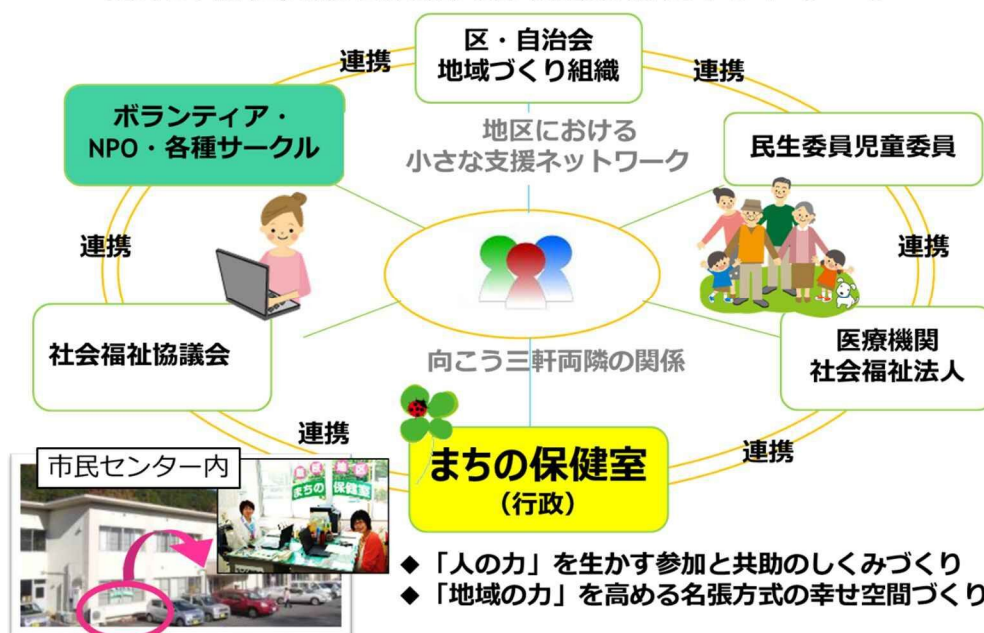 区・自治会
地域づくり組織
連携
連携
ボランティア・
NPO・各種サークル
地区における
小さな支援ネットワーク
民生委員児童委員
連携
連携
社会福祉協議会
向こう三軒両隣の関係
医療機関
社会福祉法人
連携
連携
まちの保健室
(行政)
市民センター内
まちの保健室
◆「人の力」を生かす参加と共助のしくみづくり
◆「地域の力」を高める名張方式の幸せ空間づくり